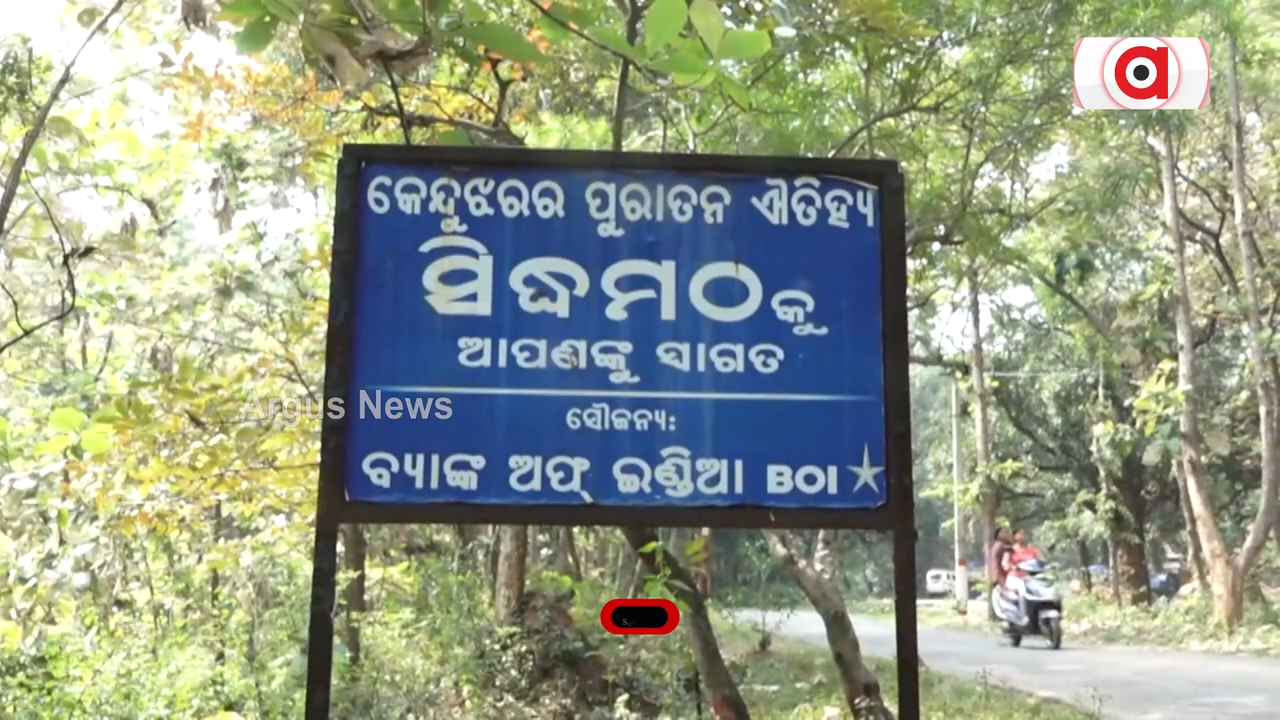 କେନ୍ଦୁଝରର ପୁରାତନ ଐତିହ୍ୟ
ସିଦ୍ଧମଠକୁ
ଆପଣଙ୍କୁ ସ୍ୱାଗତ
Argus News
ସୌଜନ୍ୟଃ
ବ୍ୟାଙ୍କ ଅଫ୍ ଇଣ୍ଡିଆ BOI